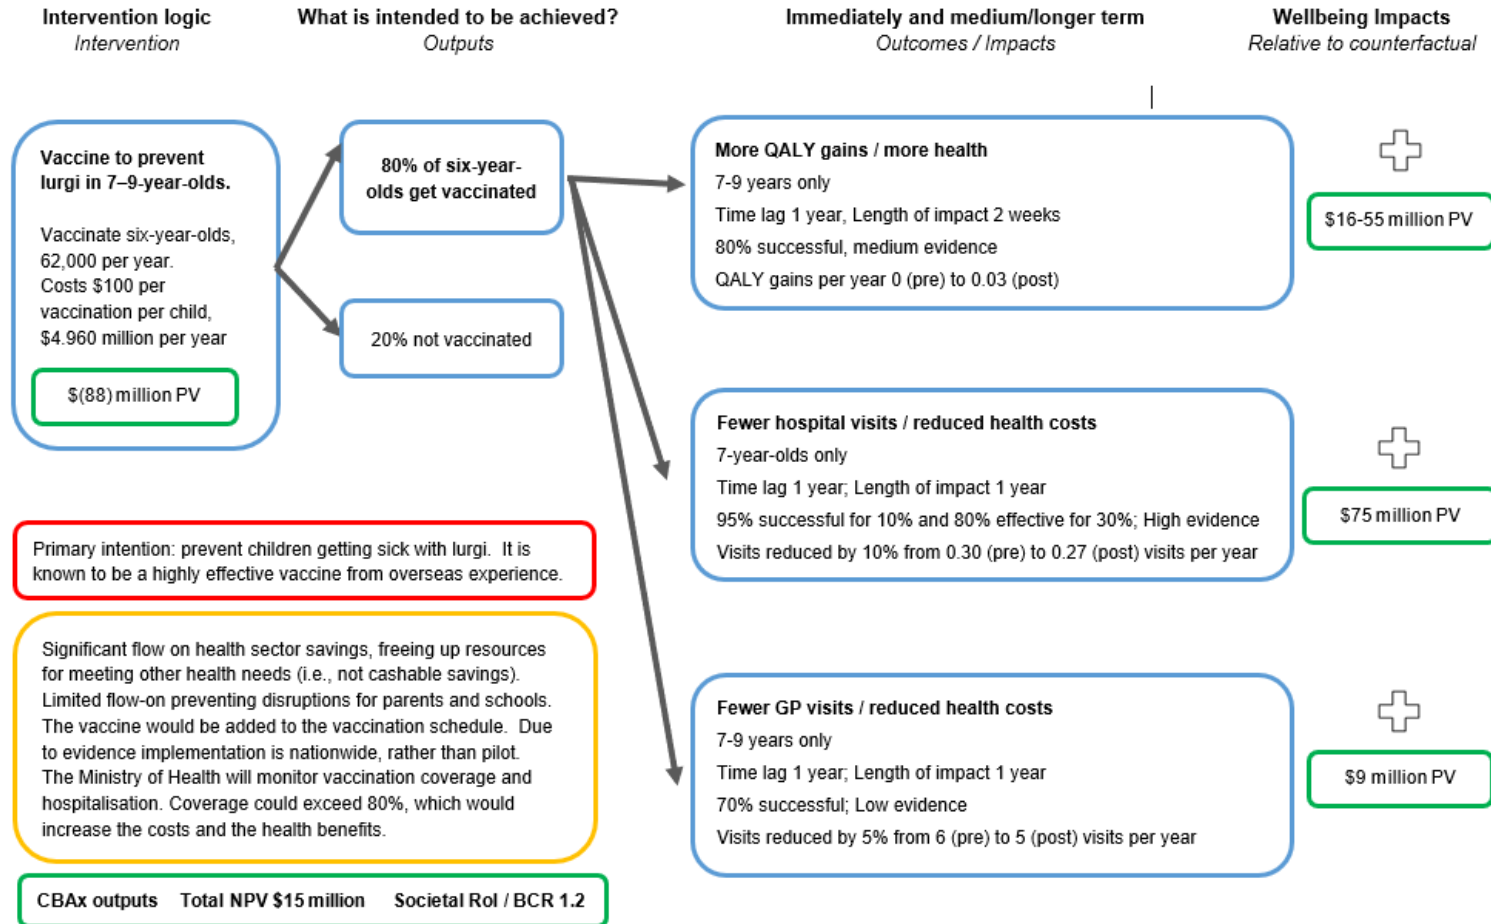 Intervention logic
Intervention
What is intended to be achieved?
Outputs
Immediately and medium/longer term
Outcomes / Impacts
Wellbeing Impacts
Relative to counterfactual
Vaccine to prevent
lurgi in 7–9-year-olds.
Vaccinate six-year-olds,
62,000 per year.
Costs $100 per
vaccination per child,
$4.960 million per year
$(88) million PV
80% of six-year-
olds get vaccinated
20% not vaccinated
More QALY gains / more health
7-9 years only
Time lag 1 year, Length of impact 2 weeks
80% successful, medium evidence
QALY gains per year 0 (pre) to 0.03 (post)
$16-55 million PV
Fewer hospital visits / reduced health costs
7-year-olds only
Time lag 1 year; Length of impact 1 year
95% successful for 10% and 80% effective for 30%; High evidence
Visits reduced by 10% from 0.30 (pre) to 0.27 (post) visits per year
$75 million PV
Fewer GP visits / reduced health costs
7-9 years only
Time lag 1 year; Length of impact 1 year
70% successful; Low evidence
Visits reduced by 5% from 6 (pre) to 5 (post) visits per year
$9 million PV
Primary intention: prevent children getting sick with lurgi. It is
known to be a highly effective vaccine from overseas experience.
Significant flow on health sector savings, freeing up resources
for meeting other health needs (i.e., not cashable savings).
Limited flow-on preventing disruptions for parents and schools.
The vaccine would be added to the vaccination schedule. Due
to evidence implementation is nationwide, rather than pilot.
The Ministry of Health will monitor vaccination coverage and
hospitalisation. Coverage could exceed 80%, which would
increase the costs and the health benefits.
CBAx outputs Total NPV $15 million Societal RoI / BCR 1.2